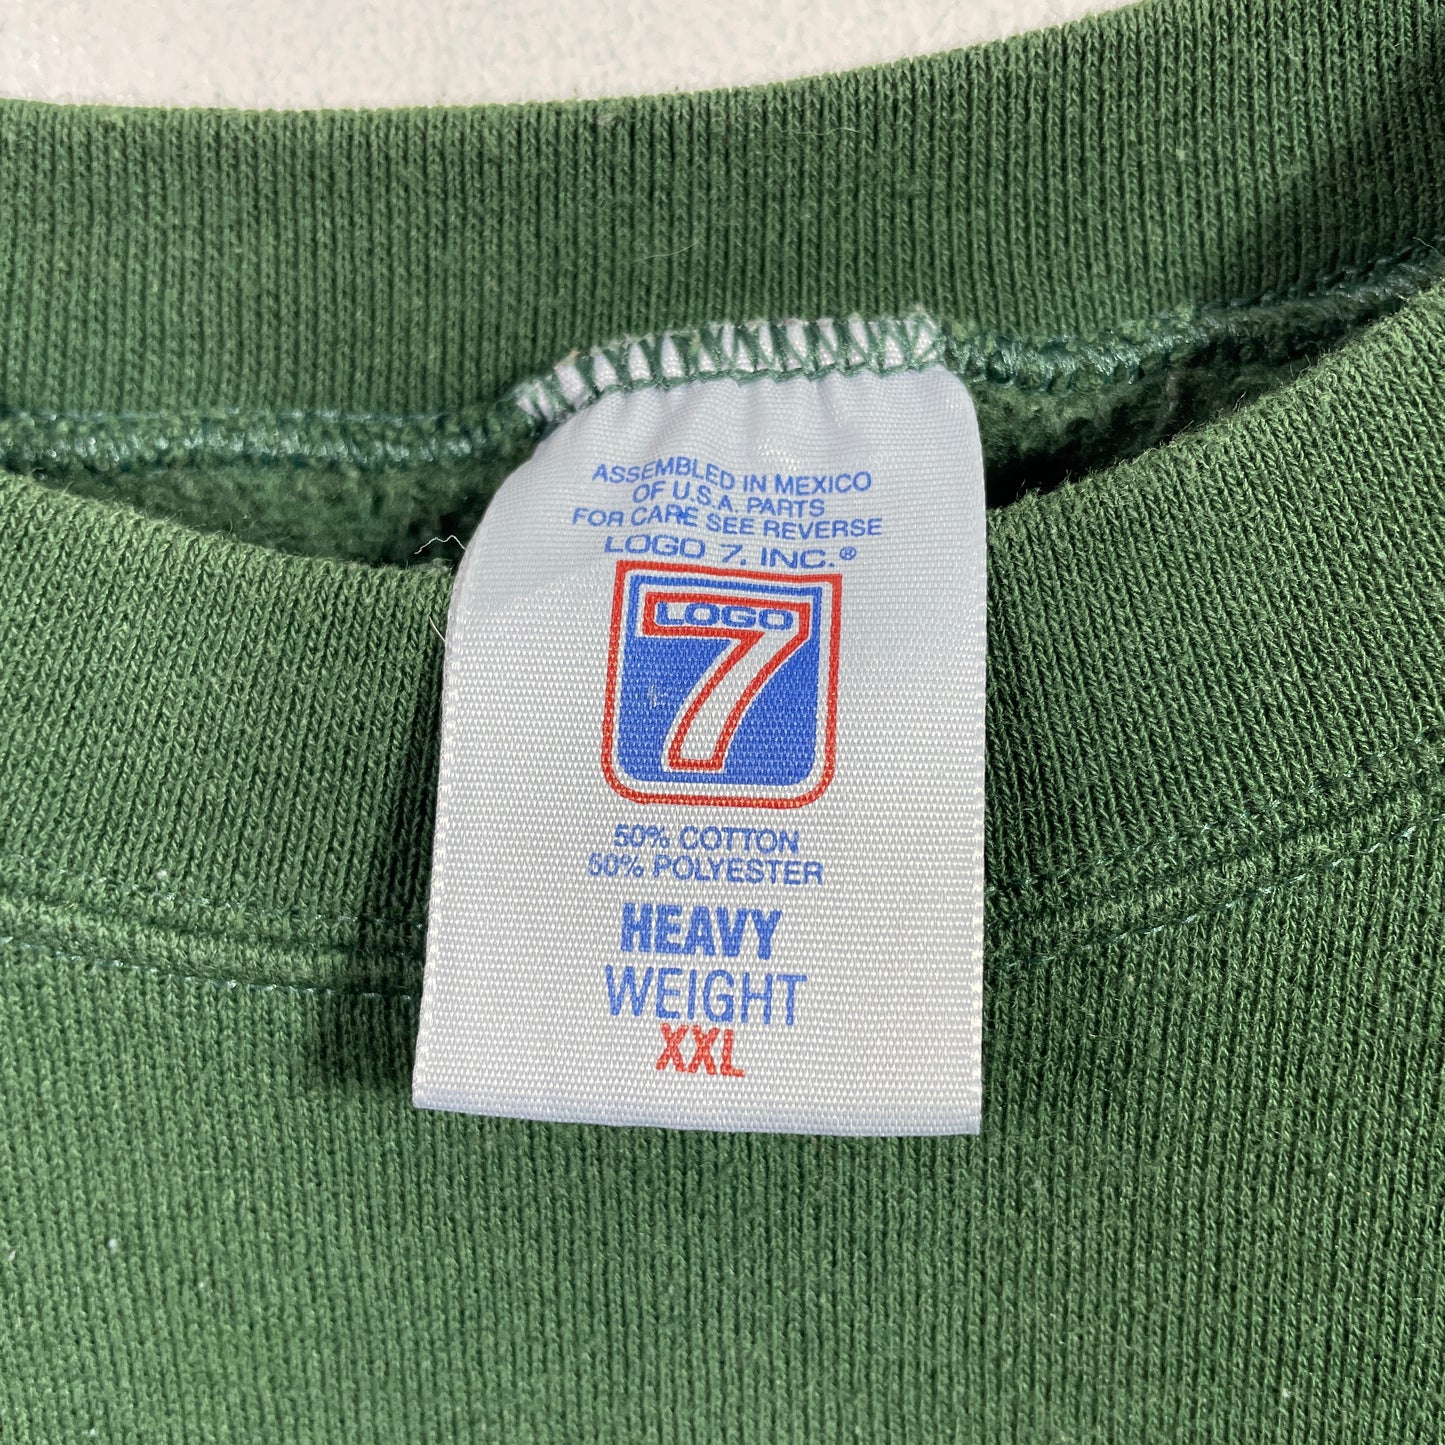 ASSEMBLED IN MEXICO
OF U.S.A. PARTS
FOR CARE SEE REVERSE
LOGO 7, INC.®
LOGO
7
50% COTTON
50% POLYESTER
HEAVY
WEIGHT
XXL